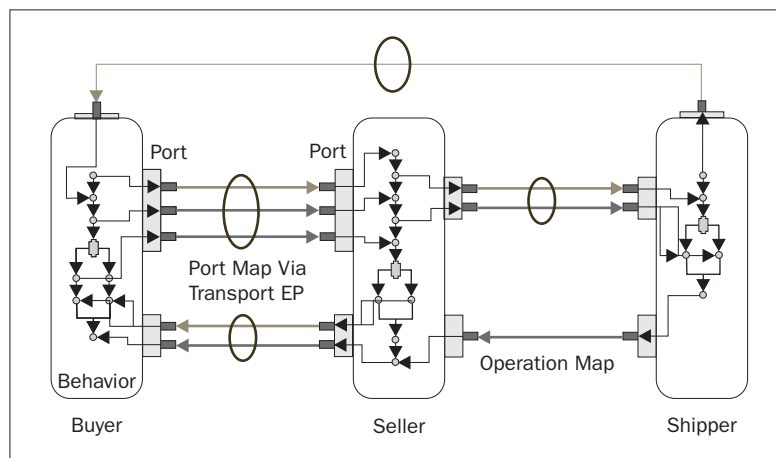 Port
Port
Port Map Via
Transport EP
Operation Map
Behavior
Buyer
Seller
Shipper